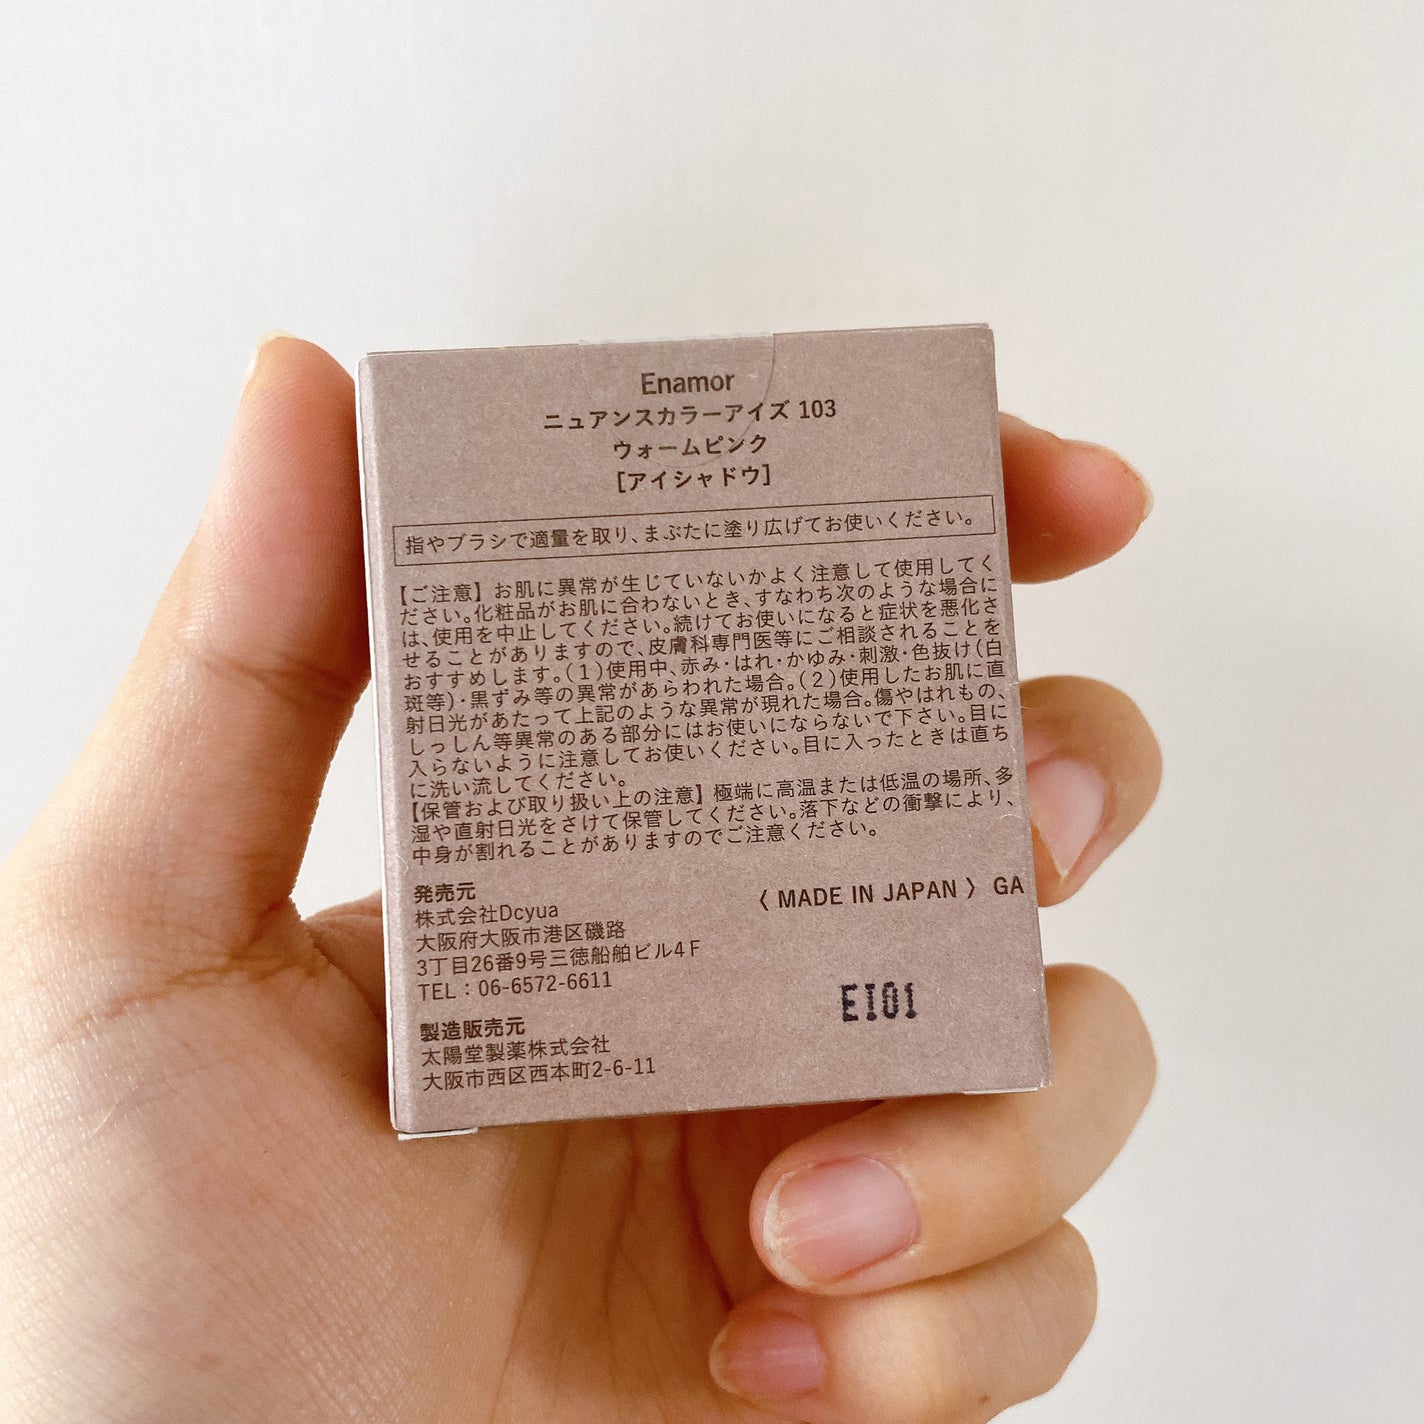 Enamor
ニュアンスカラーアイズ 103
ウォームピンク
[アイシャドウ]
指やブラシで適量を取り、まぶたに塗り広げてお使いください。
【ご注意】お肌に異常が生じていないかよく注意して使用してく
ださい。化粧品がお肌に合わないとき、すなわち次のような場合に
は、使用を中止してください。続けてお使いになると症状を悪化さ
せることがありますので、皮膚科専門医等にご相談されることを
おすすめします。（1）使用中、赤み・はれ・かゆみ・刺激・色抜け（白
斑等）・黒ずみ等の異常があらわれた場合。（2）使用したお肌に直
射日光があたって上記のような異常が現れた場合。傷やはれもの、
しっしん等異常のある部分にはお使いにならないで下さい。目に
入らないように注意してお使いください。目に入ったときは直ち
に洗い流してください。
【保管および取り扱い上の注意】極端に高温または低温の場所、多
湿や直射日光をさけて保管してください。落下などの衝撃により、
中身が割れることがありますのでご注意ください。
発売元
株式会社Dcyua
大阪府大阪市港区磯路
3丁目26番9号三徳船舶ビル4F
TEL：06-6572-6611
製造販売元
太陽堂製薬株式会社
大阪市西区西本町2-6-11
〈 MADE IN JAPAN 〉 GA
EI01